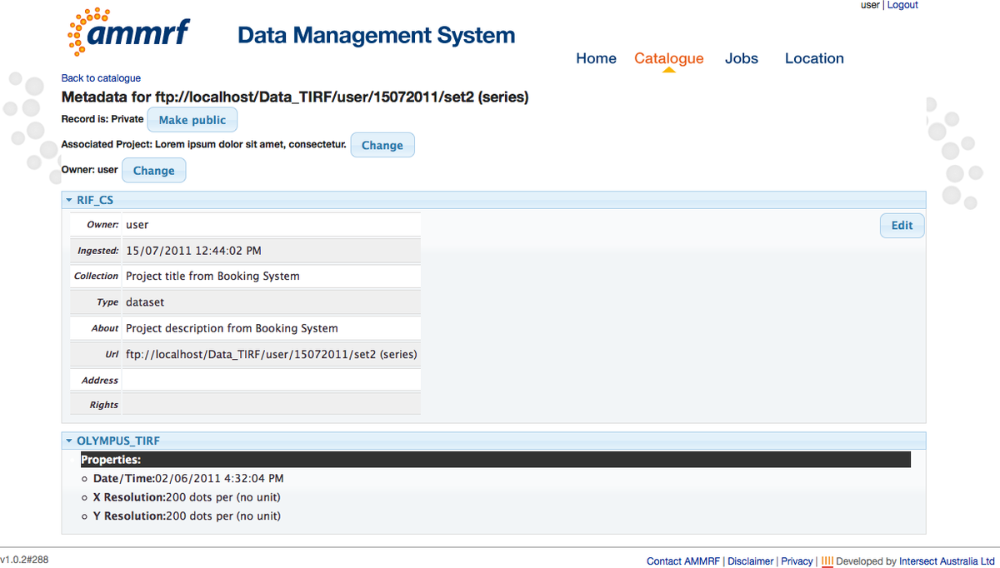 user | Logout
ammrf
Data Management System
Home Catalogue Jobs Location
Back to catalogue
Metadata for ftp://localhost/Data_TIRF/user/15072011/set2 (series)
Record is: Private Make public
Associated Project: Lorem ipsum dolor sit amet, consectetur. Change
Owner: user Change
RIF_CS
Edit
Owner: user
Ingested: 15/07/2011 12:44:02 PM
Collection Project title from Booking System
Type dataset
About Project description from Booking System
Url ftp://localhost/Data_TIRF/user/15072011/set2 (series)
Address
Rights
OLYMPUS_TIRF
Properties:
Date/Time:02/06/2011 4:32:04 PM
X Resolution:200 dots per (no unit)
Y Resolution:200 dots per (no unit)
v1.0.2#288
Contact AMMRF | Disclaimer | Privacy | Developed by Intersect Australia Ltd